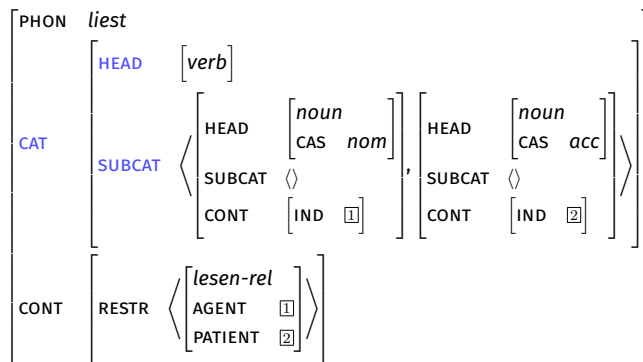 PHON liest
HEAD [verb]
noun noun
HEAD HEAD
CAS nom CAS acc
CAT
SUBCAT ⟨ , ⟩
SUBCAT ⟨⟩ SUBCAT ⟨⟩
CONT [IND 1] CONT [IND 2]
lesen-rel
CONT RESTR ⟨AGENT 1⟩
PATIENT 2